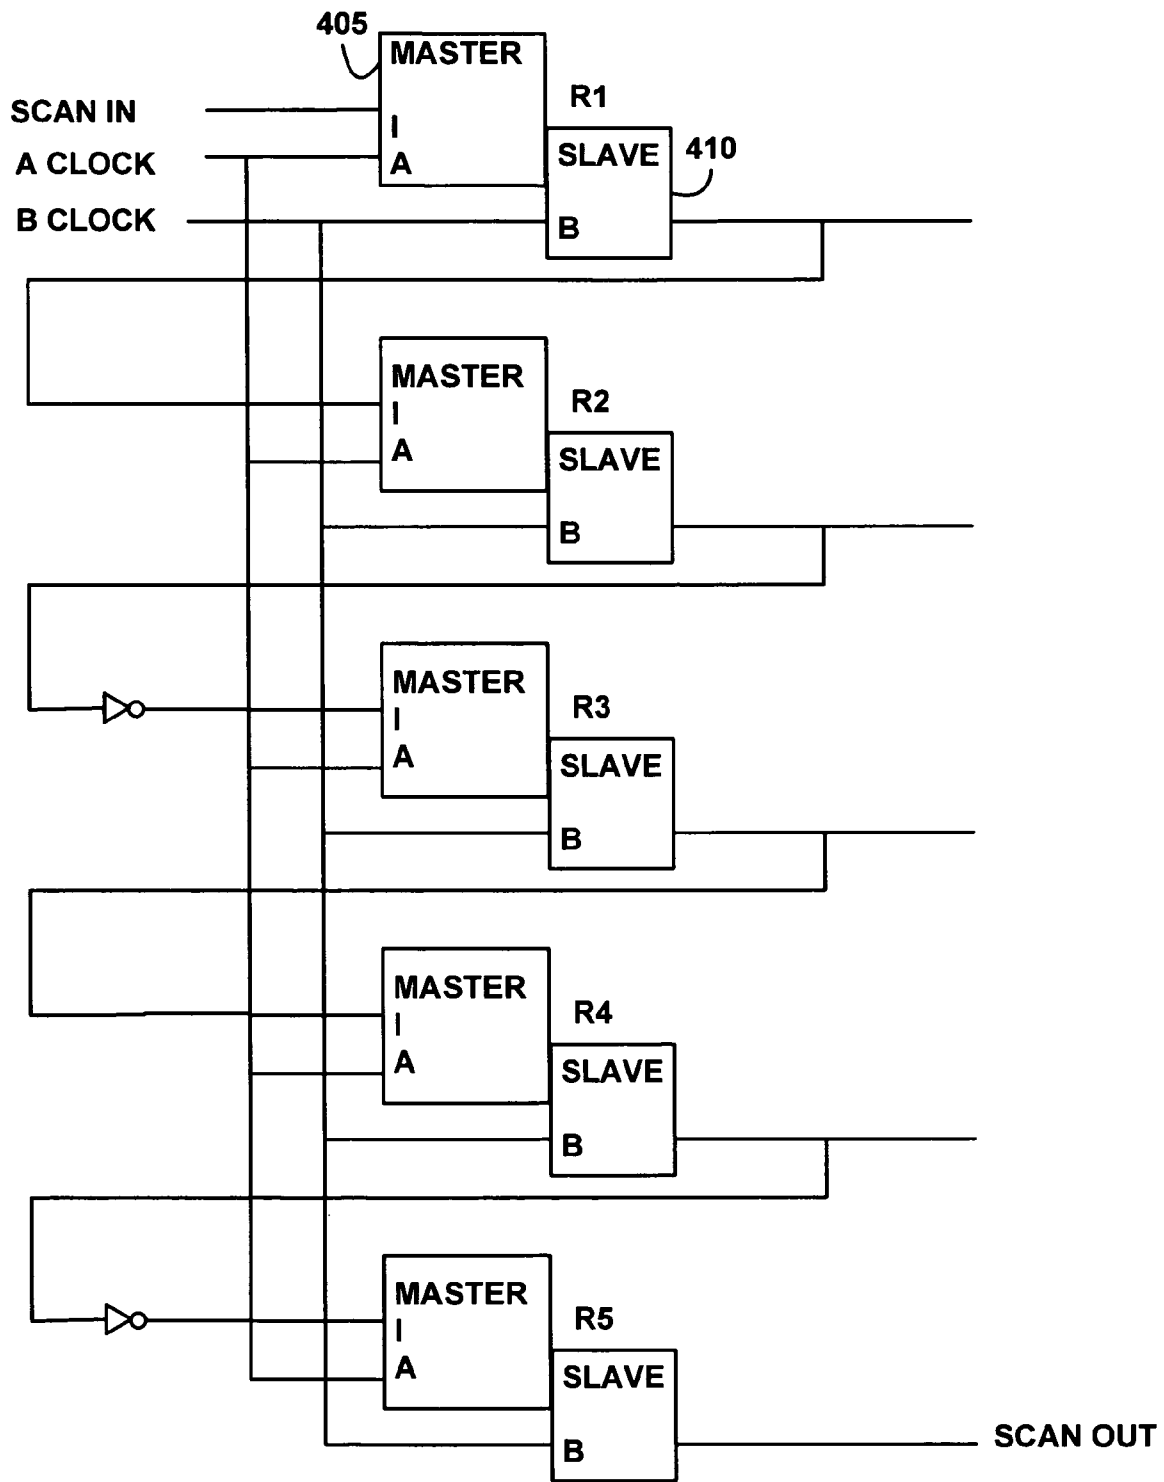 405
MASTER
SCAN IN
I
R1
A CLOCK
A
SLAVE
410
B CLOCK
B
MASTER
I
R2
A
SLAVE
B
MASTER
I
R3
A
SLAVE
B
MASTER
I
R4
A
SLAVE
B
MASTER
I
R5
A
SLAVE
B
SCAN OUT